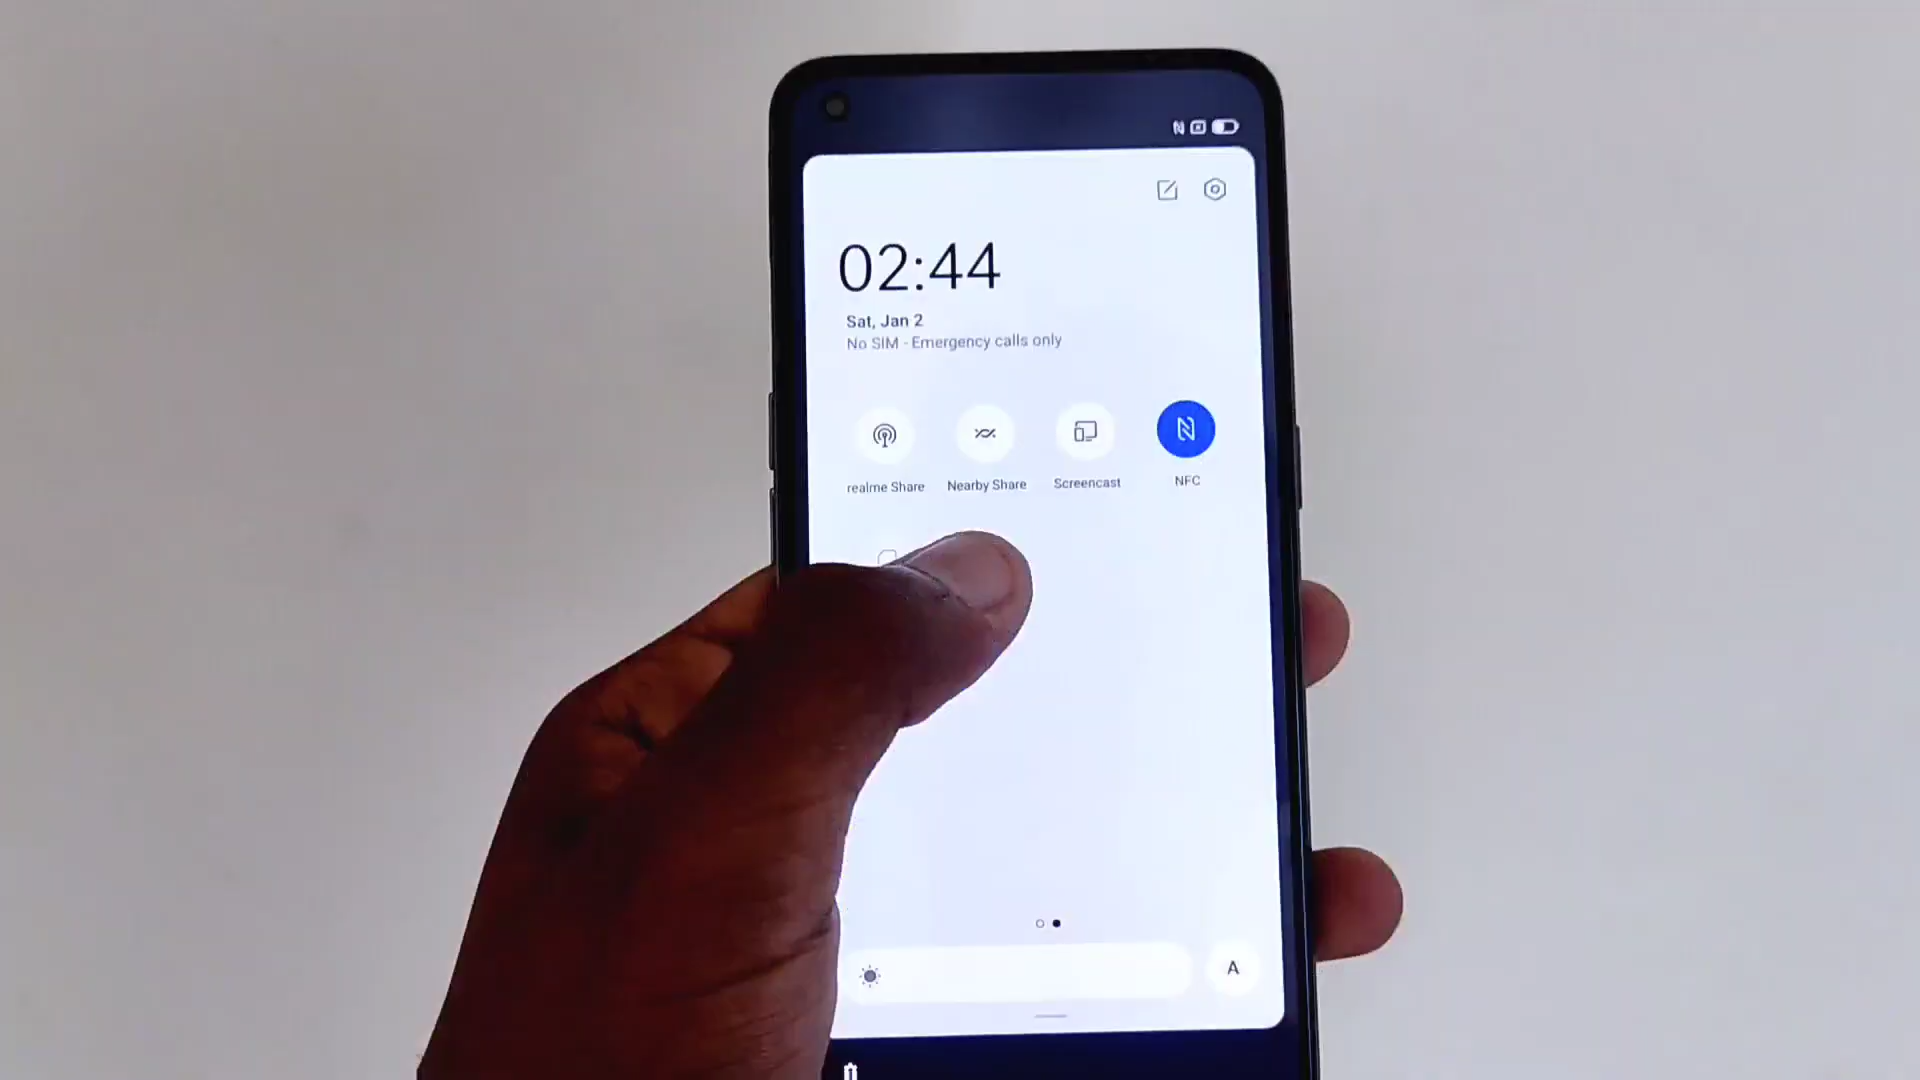 02:44
Sat, Jan 2
No SIM - Emergency calls only
realme Share
Nearby Share
Screencast
NFC
A